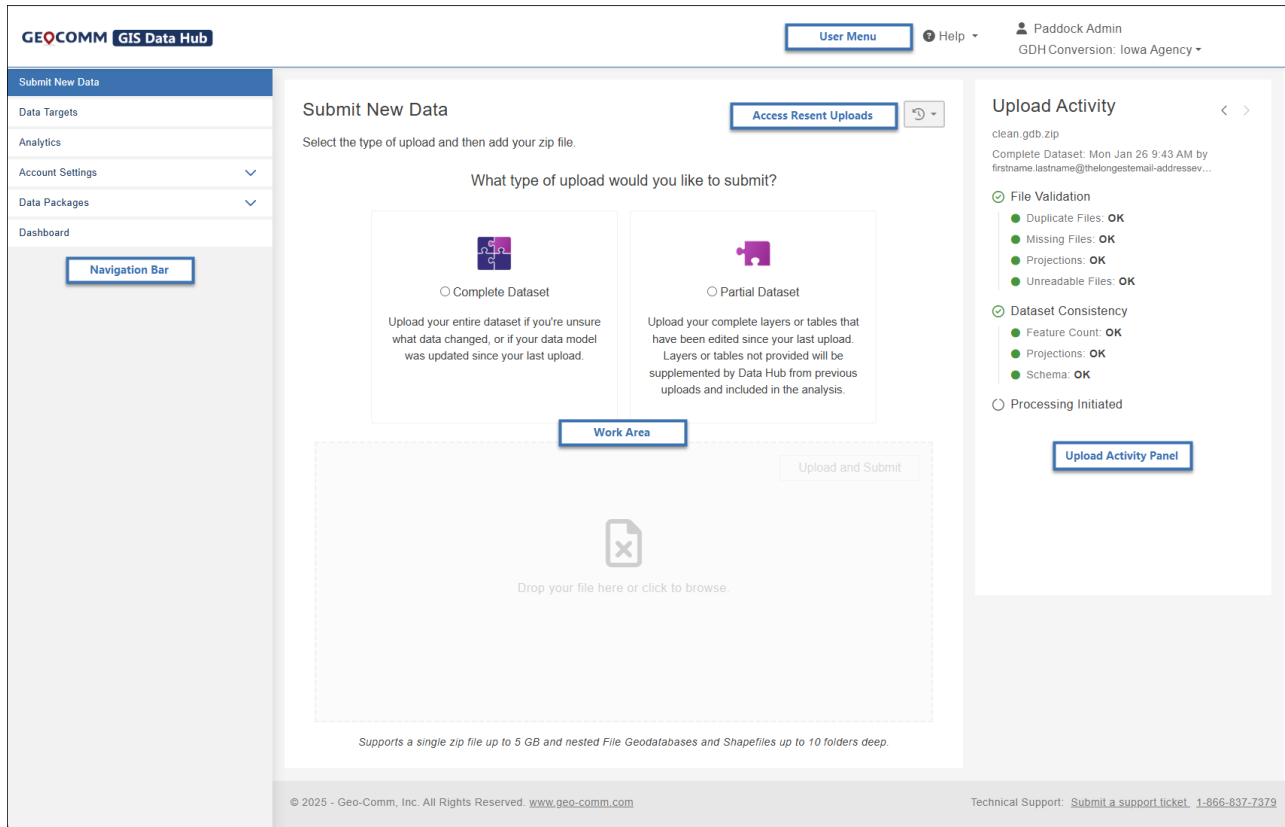 GEOCOMM GIS Data Hub
User Menu
Help
Paddock Admin
GDH Conversion: Iowa Agency
Submit New Data
Data Targets
Analytics
Account Settings
Data Packages
Dashboard
Navigation Bar
Submit New Data
Access Resent Uploads
Select the type of upload and then add your zip file.
What type of upload would you like to submit?
Complete Dataset
Upload your entire dataset if you're unsure
what data changed, or if your data model
was updated since your last upload.
Partial Dataset
Upload your complete layers or tables that
have been edited since your last upload.
Layers or tables not provided will be
supplemented by Data Hub from previous
uploads and included in the analysis.
Work Area
Upload and Submit
Drop your file here or click to browse.
Supports a single zip file up to 5 GB and nested File Geodatabases and Shapefiles up to 10 folders deep.
Upload Activity
clean.gdb.zip
Complete Dataset: Mon Jan 26 9:43 AM by
firstname.lastname@thelongestemail-addressev...
File Validation
Duplicate Files: OK
Missing Files: OK
Projections: OK
Unreadable Files: OK
Dataset Consistency
Feature Count: OK
Projections: OK
Schema: OK
Processing Initiated
Upload Activity Panel
© 2025 - Geo-Comm, Inc. All Rights Reserved. www.geo-comm.com
Technical Support: Submit a support ticket 1-866-837-7379